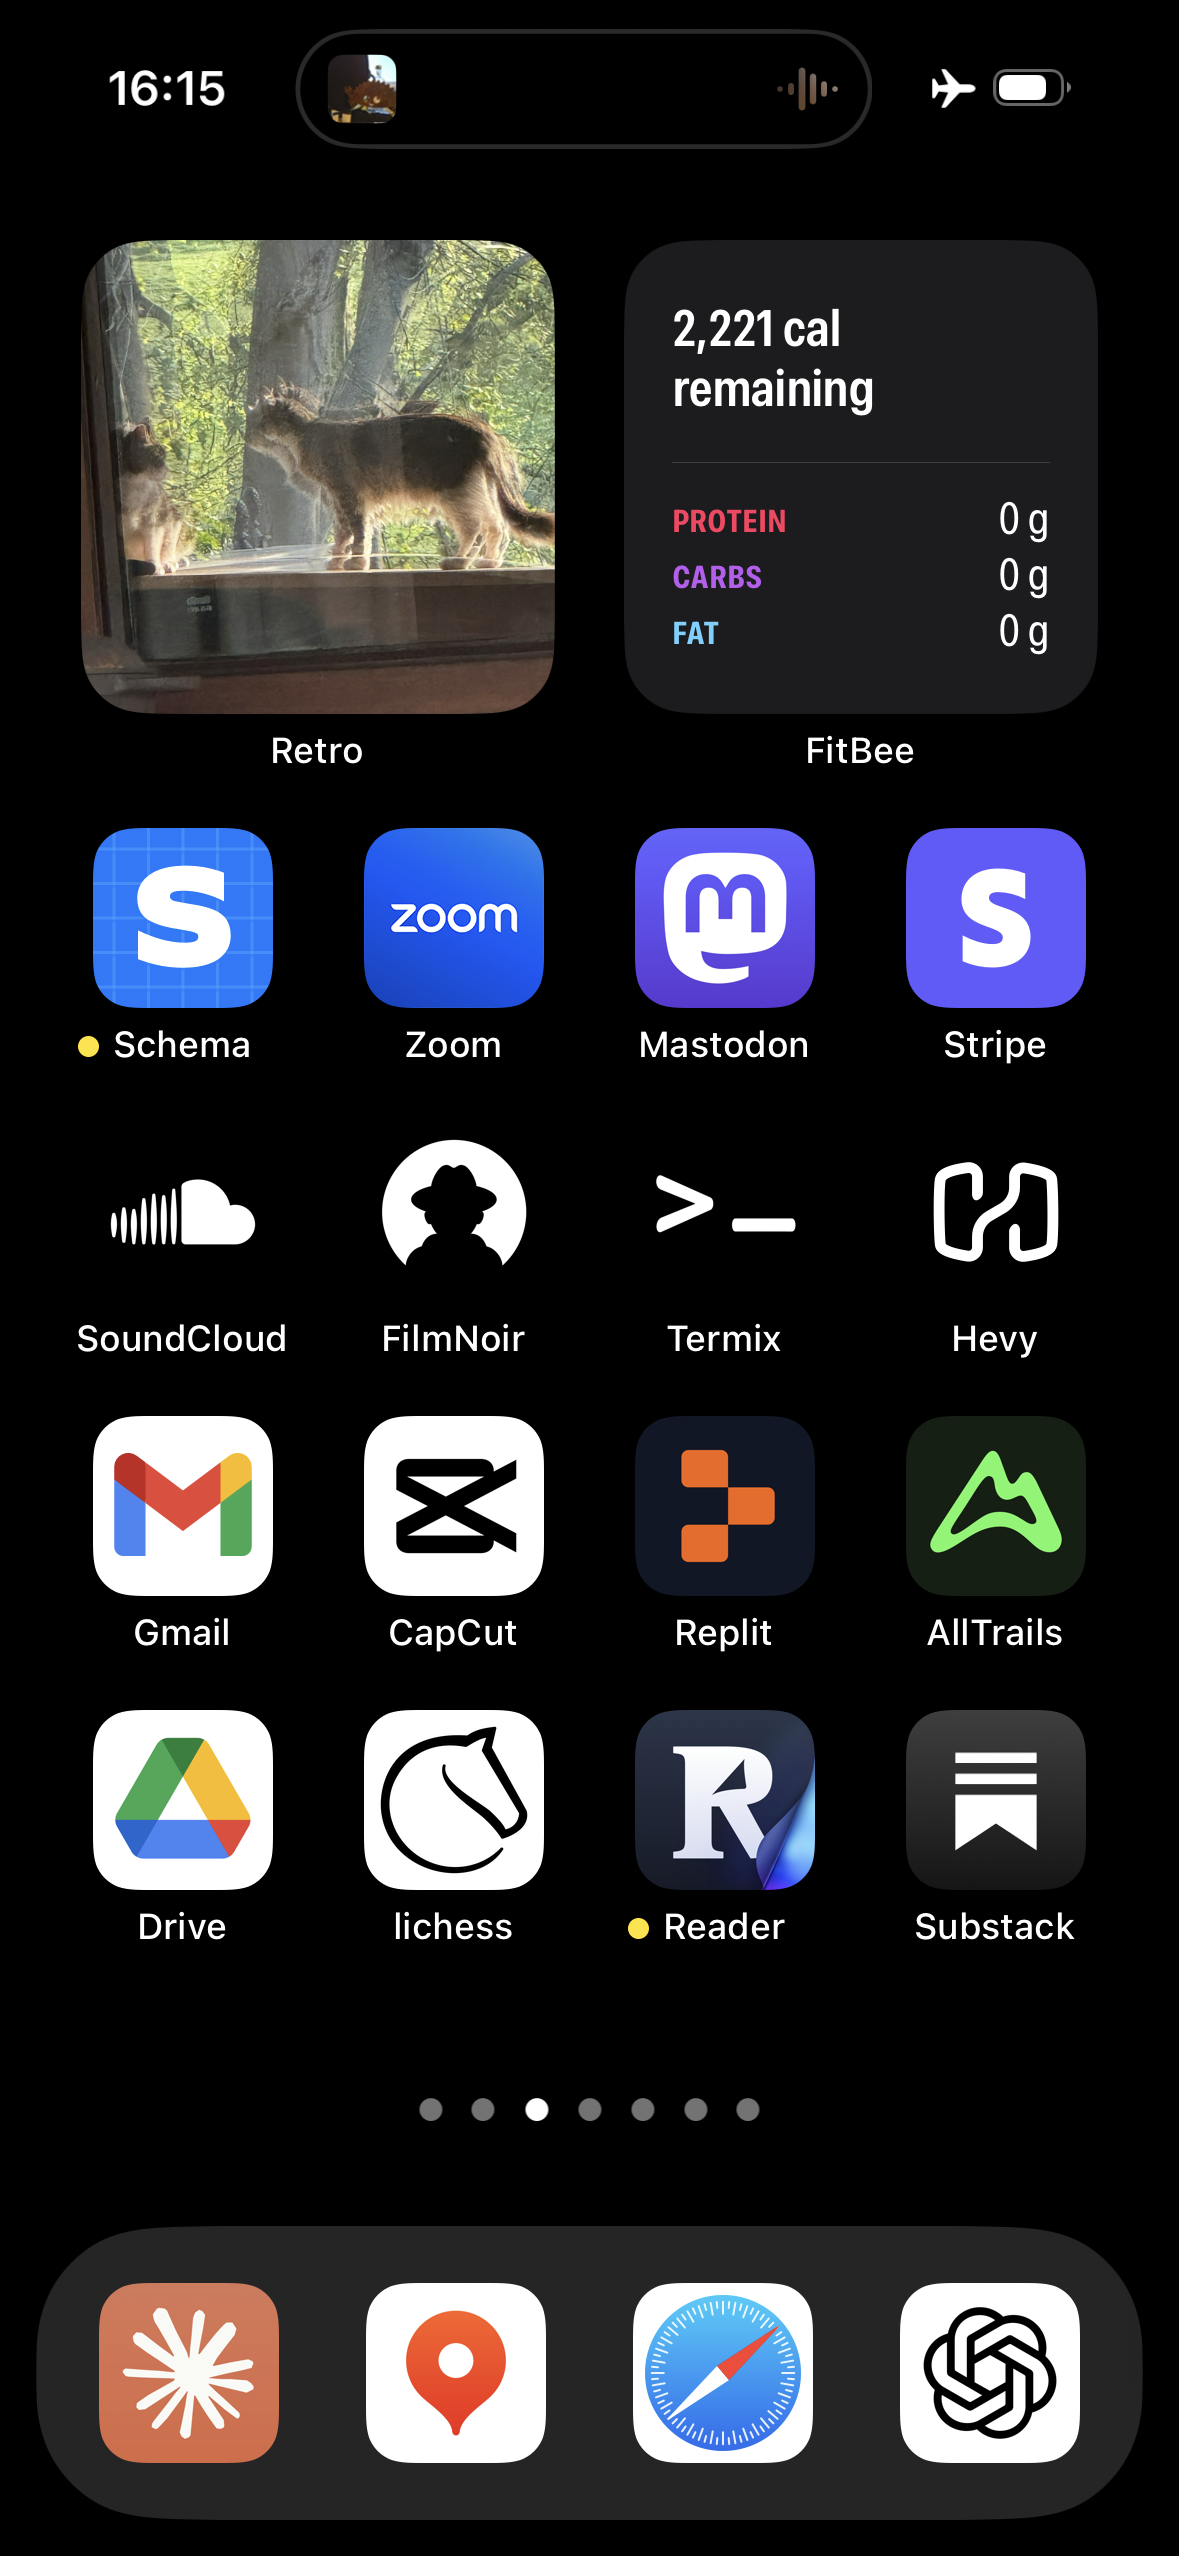 16:15
2,221 cal
remaining
PROTEIN 0 g
CARBS 0 g
FAT 0 g
Retro FitBee
zoom
Schema Zoom Mastodon Stripe
SoundCloud FilmNoir Termix Hevy
Gmail CapCut Replit AllTrails
Drive lichess Reader Substack